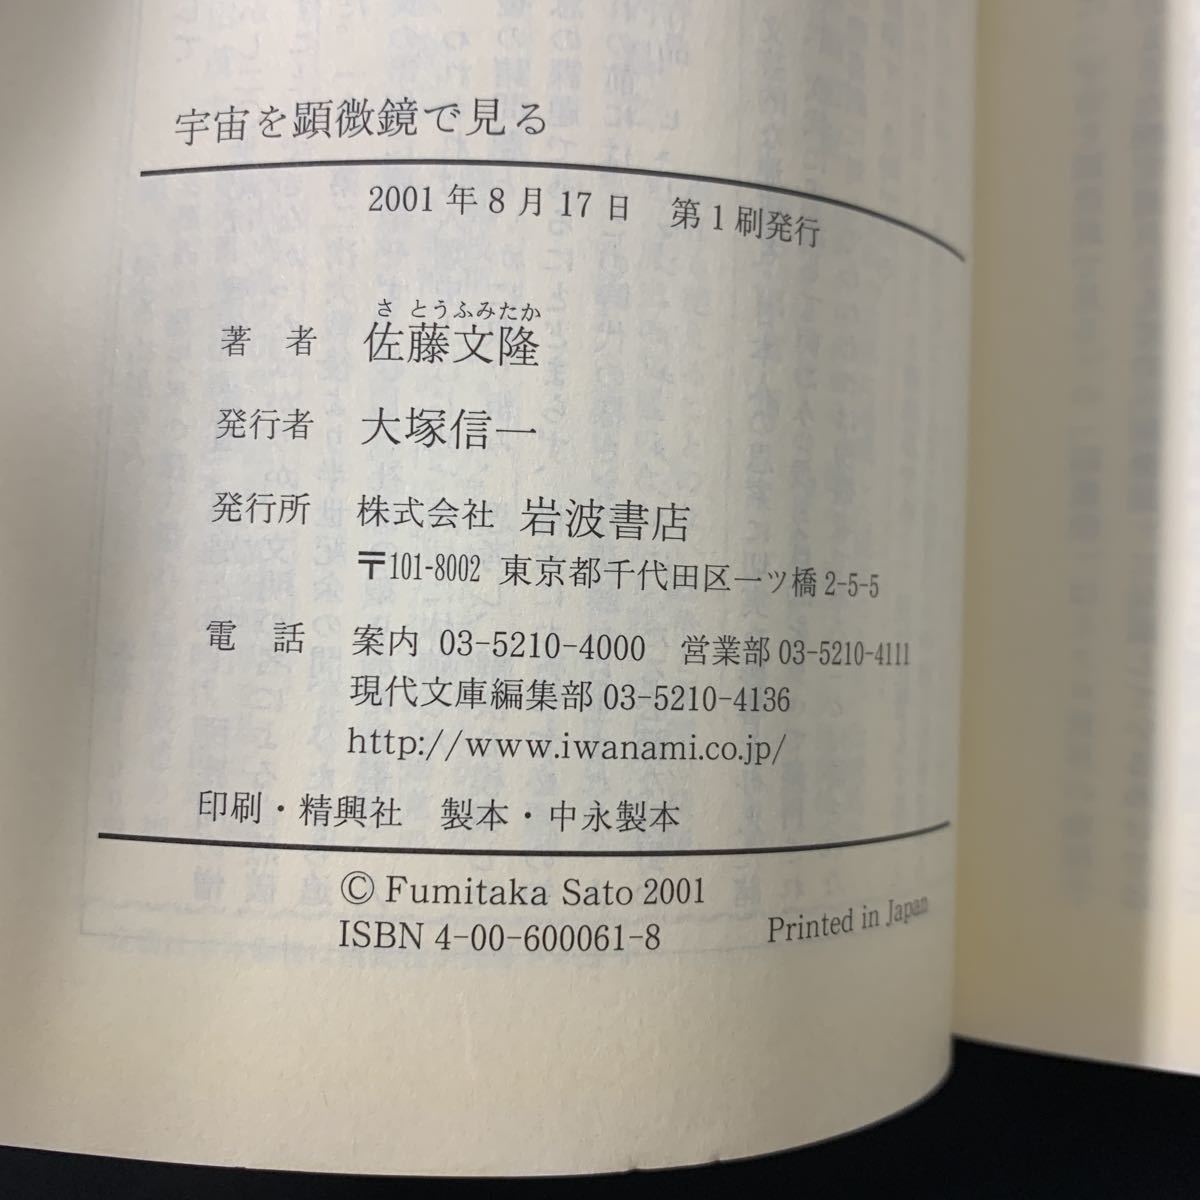 宇宙を顕微鏡で見る
2001年8月17日 第1刷発行
さとうふみたか
著者 佐藤文隆
発行者 大塚信一
発行所 株式会社 岩波書店
〒101-8002 東京都千代田区一ツ橋2-5-5
電話 案内 03-5210-4000 営業部03-5210-4111
現代文庫編集部03-5210-4136
http://www.iwanami.co.jp/
印刷・精興社 製本・中永製本
© Fumitaka Sato 2001
ISBN 4-00-600061-8 Printed in Japan